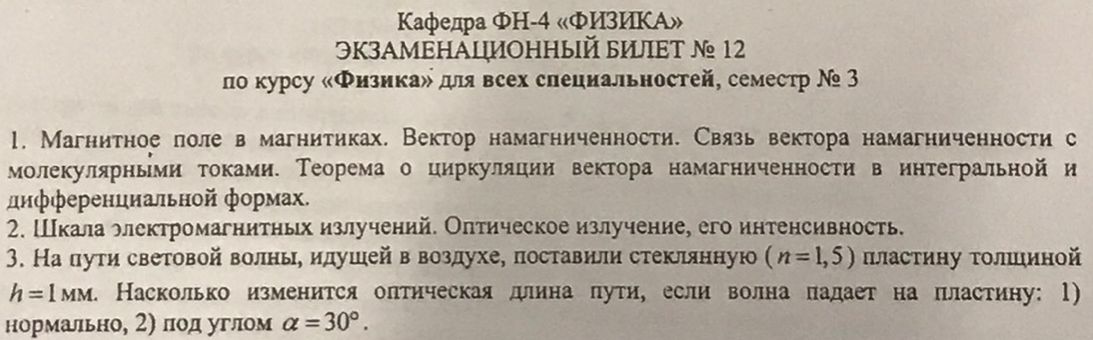 Кафедра ФН-4 «ФИЗИКА»
ЭКЗАМЕНАЦИОННЫЙ БИЛЕТ № 12
по курсу «Физика» для всех специальностей, семестр № 3
1. Магнитное поле в магнитиках. Вектор намагниченности. Связь вектора намагниченности с
молекулярными токами. Теорема о циркуляции вектора намагниченности в интегральной и
дифференциальной формах.
2. Шкала электромагнитных излучений. Оптическое излучение, его интенсивность.
3. На пути световой волны, идущей в воздухе, поставили стеклянную ( n = 1,5 ) пластину толщиной
h = 1 мм. Насколько изменится оптическая длина пути, если волна падает на пластину: 1)
нормально, 2) под углом α = 30°.